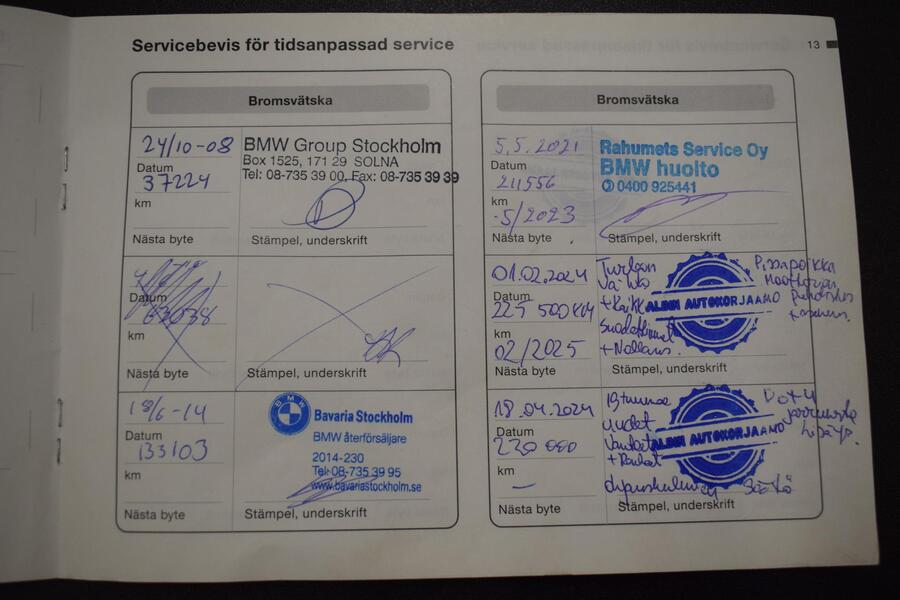 Servicebevis för tidsanpassad service
13
Bromsvätska
24/10-08
Datum
37224
km
Nästa byte
BMW Group Stockholm
Box 1525, 171 29 SOLNA
Tel: 08-735 39 00, Fax: 08-735 39 39
Stämpel, underskrift
Datum
km
Nästa byte
Stämpel, underskrift
18/6-14
Datum
133103
km
Nästa byte
BMW
Bavaria Stockholm
BMW återförsäljare
2014-230
Tel: 08-735 39 95
www.bavariastockholm.se
Stämpel, underskrift
Bromsvätska
5.5.2021
Datum
211556
km
5/2023
Nästa byte
Rahumets Service Oy
BMW huolto
0400 925441
Stämpel, underskrift
01.02.2024
Datum
225 500 KM
km
02/2025
Nästa byte
Turboon
ALBIN AUTOKORJAAMO
Stämpel, underskrift
18.04.2024
Datum
230 000
km
–
Nästa byte
uudet
ALBIN AUTOKORJAAMO
Stämpel, underskrift